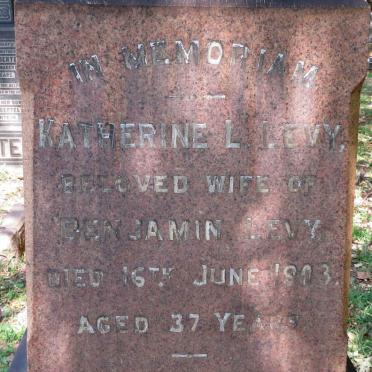 IN MEMORIAM
KATHERINE L. LEVY,
BELOVED WIFE OF
BENJAMIN LEVY,
DIED 16TH JUNE 1903.
AGED 37 YEARS